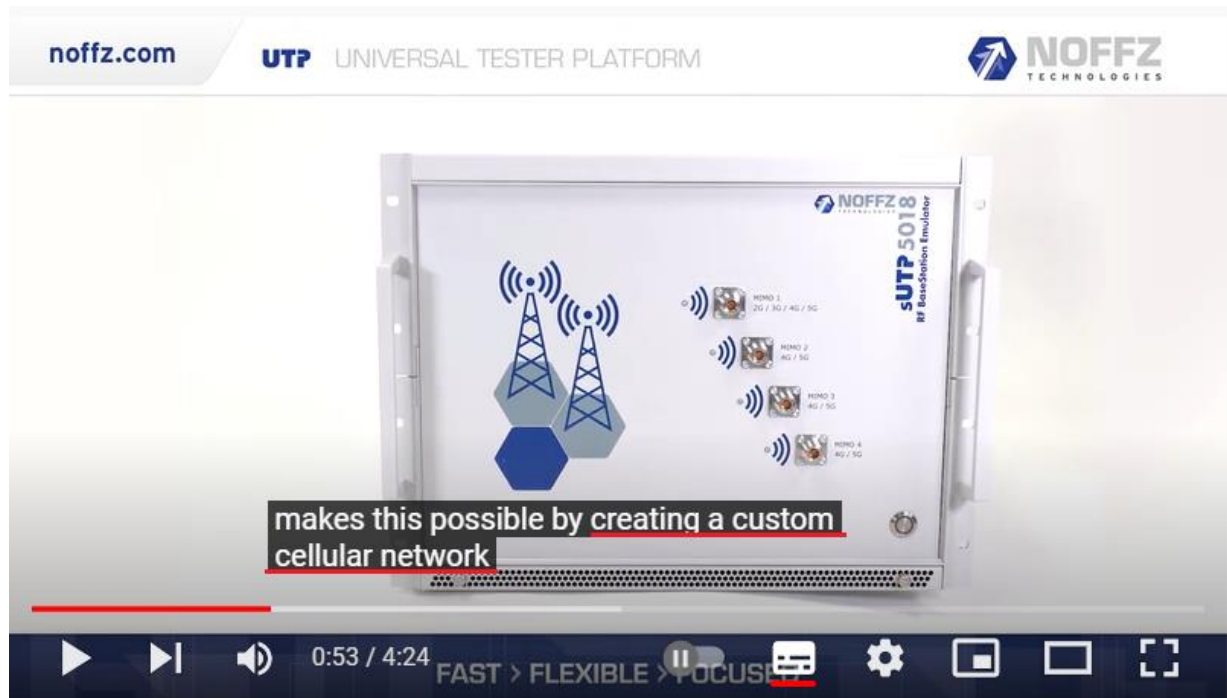 noffz.com
UTP UNIVERSAL TESTER PLATFORM
NOFFZ
TECHNOLOGIES
NOFFZ
TECHNOLOGIES
sUTP 5018
RF BaseStation Emulator
MIMO 1
2G / 3G / 4G / 5G
MIMO 2
4G / 5G
MIMO 3
4G / 5G
MIMO 4
4G / 5G
makes this possible by creating a custom
cellular network
0:53 / 4:24
FAST > FLEXIBLE > FOCUSED